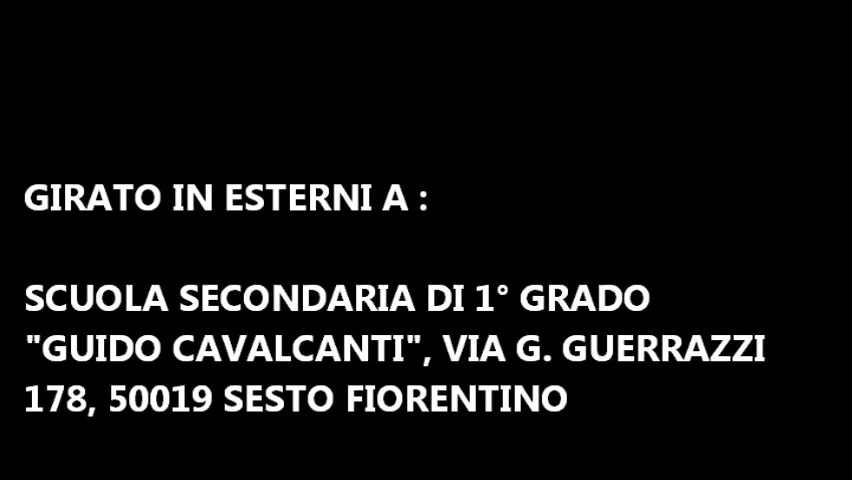 GIRATO IN ESTERNI A :
SCUOLA SECONDARIA DI 1° GRADO
"GUIDO CAVALCANTI", VIA G. GUERRAZZI
178, 50019 SESTO FIORENTINO